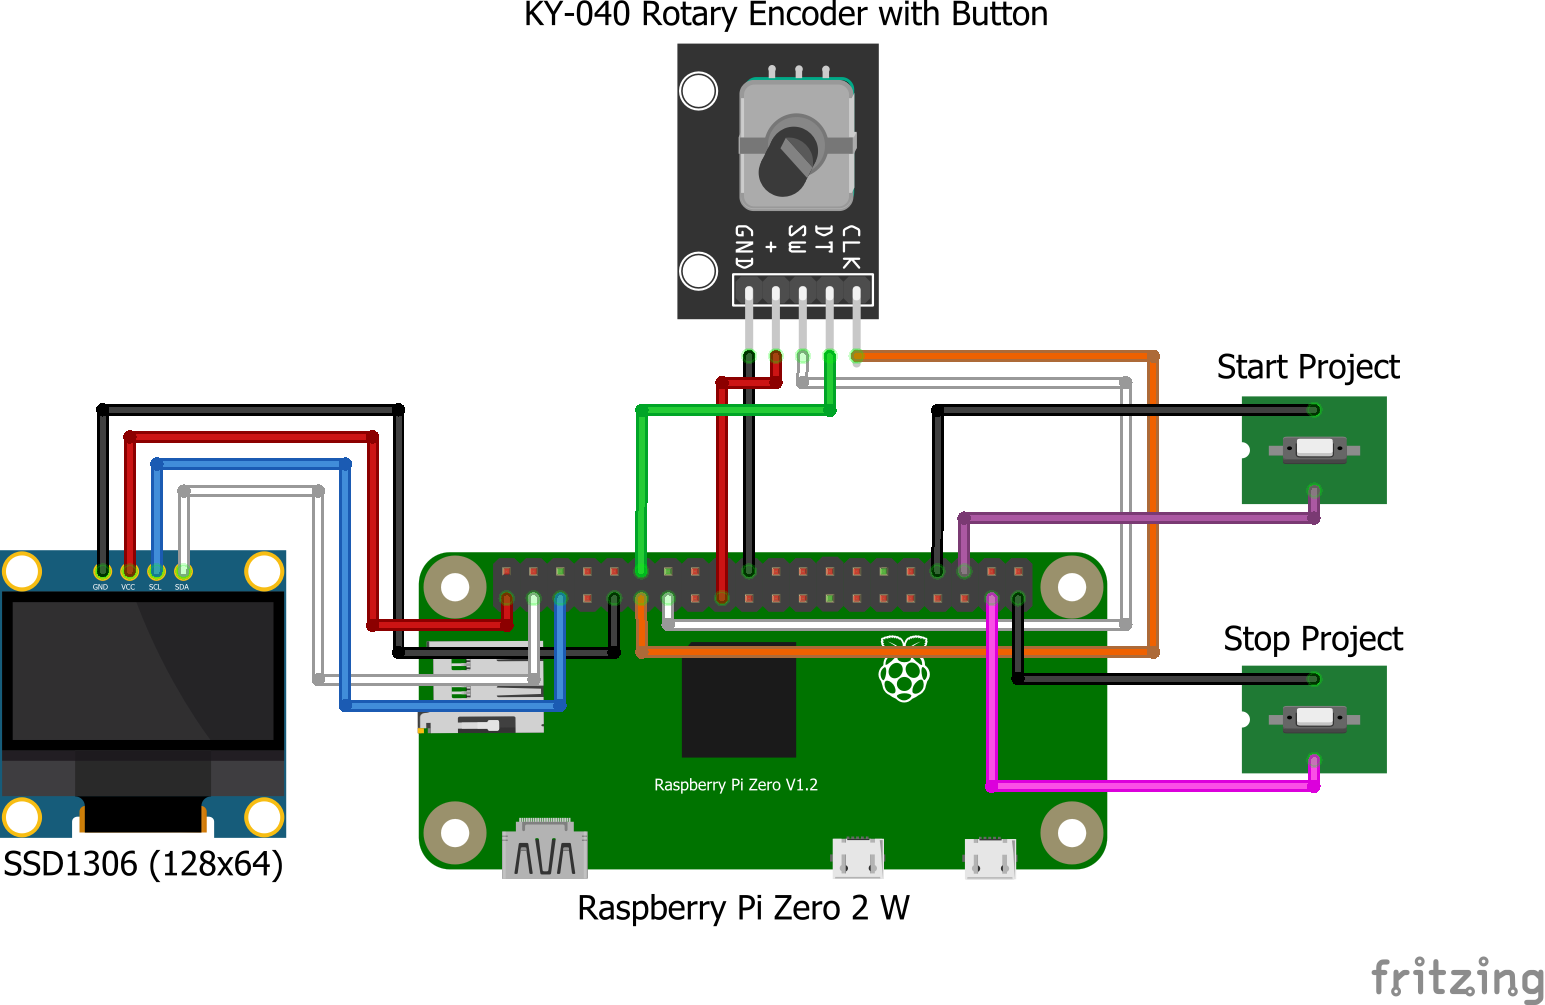 KY-040 Rotary Encoder with Button
GND
+
SW
DT
CLK
Start Project
GND VCC SCL SDA
Stop Project
Raspberry Pi Zero V1.2
SSD1306 (128x64)
Raspberry Pi Zero 2 W
fritzing